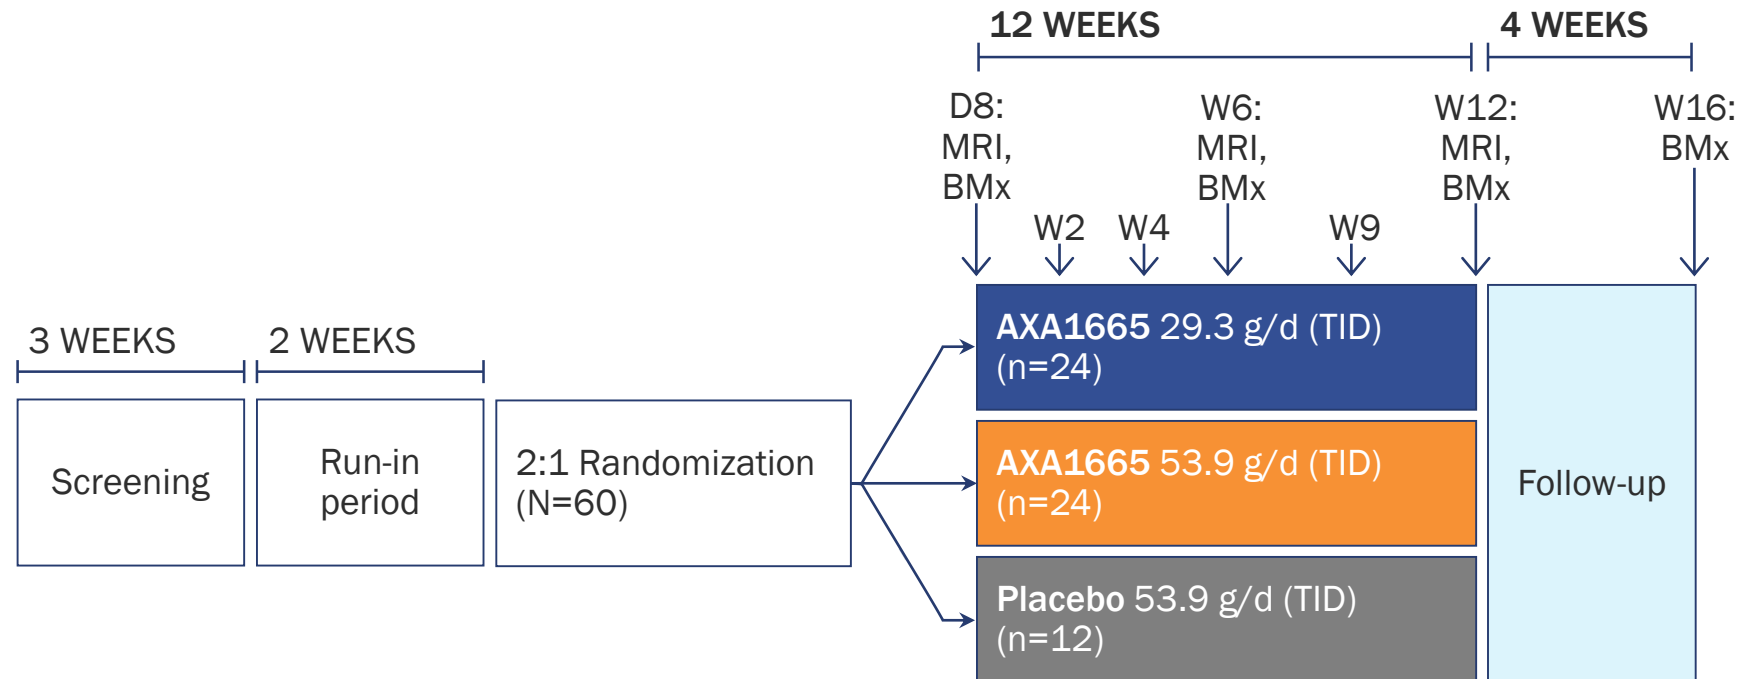 12 WEEKS
4 WEEKS
D8:
MRI,
BMx
W6:
MRI,
BMx
W12:
MRI,
BMx
W16:
BMx
W2
W4
W9
3 WEEKS
2 WEEKS
Screening
Run-in
period
2:1 Randomization
(N=60)
AXA1665 29.3 g/d (TID)
(n=24)
AXA1665 53.9 g/d (TID)
(n=24)
Placebo 53.9 g/d (TID)
(n=12)
Follow-up